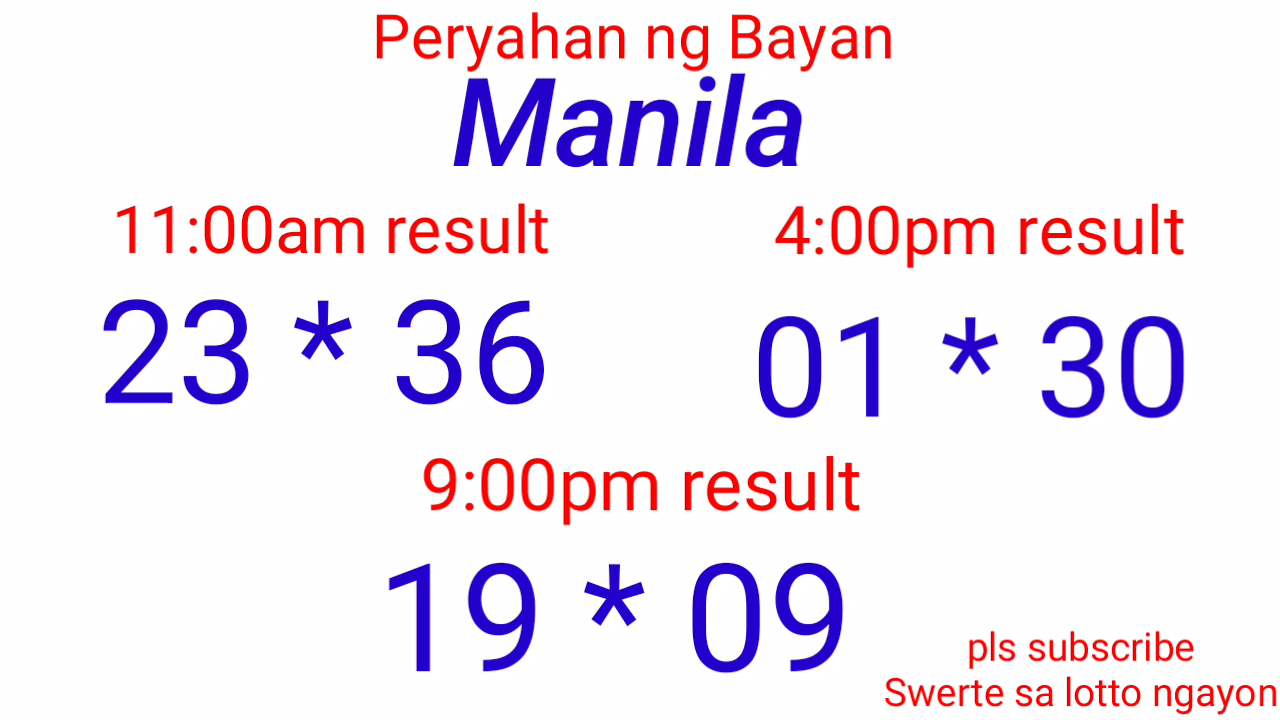 Peryahan ng Bayan
Manila
11:00am result
4:00pm result
23 * 36
01 * 30
9:00pm result
19 * 09
pls subscribe
Swerte sa lotto ngayon